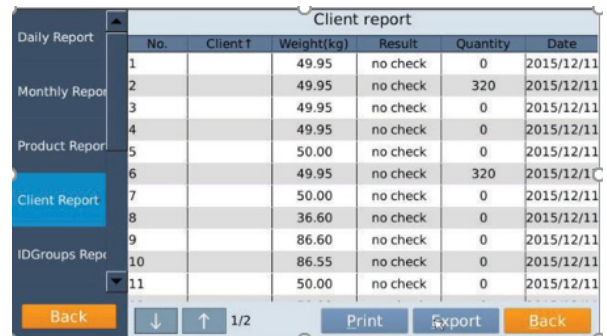 Client report
Daily Report
Monthly Repor
Product Repor
Client Report
IDGroups Repo
Back
No. Client↑ Weight(kg) Result Quantity Date
1 49.95 no check 0 2015/12/11
2 49.95 no check 320 2015/12/11
3 49.95 no check 0 2015/12/11
4 49.95 no check 0 2015/12/11
5 50.00 no check 0 2015/12/11
6 49.95 no check 320 2015/12/11
7 50.00 no check 0 2015/12/11
8 36.60 no check 0 2015/12/11
9 86.60 no check 0 2015/12/11
10 86.55 no check 0 2015/12/11
11 50.00 no check 0 2015/12/11
↓ ↑ 1/2 Print Export Back